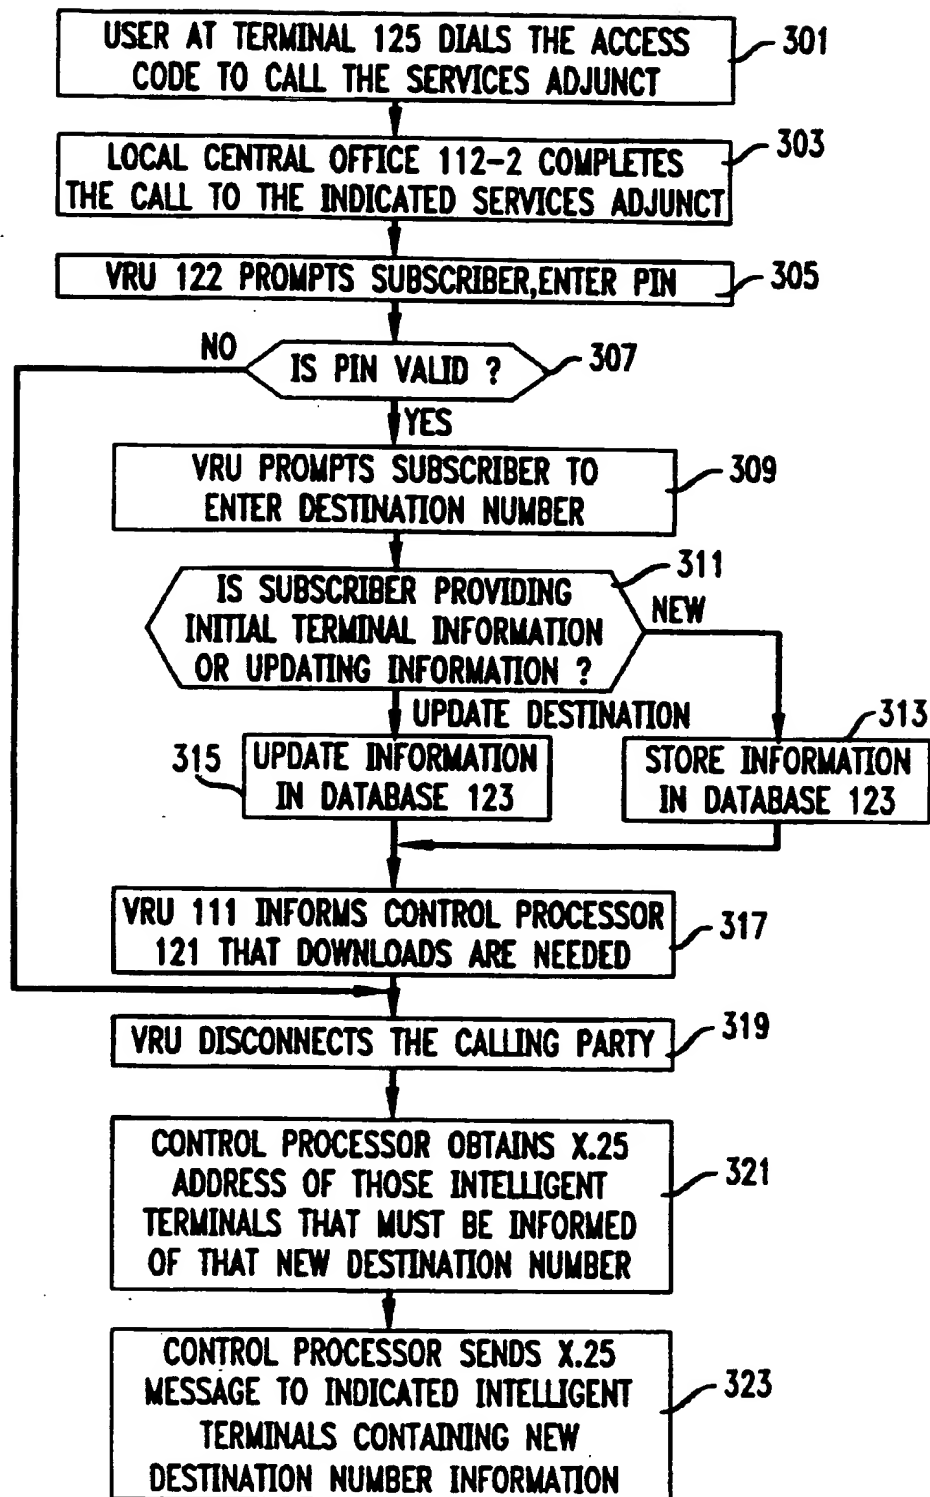 USER AT TERMINAL 125 DIALS THE ACCESS
CODE TO CALL THE SERVICES ADJUNCT
301
LOCAL CENTRAL OFFICE 112-2 COMPLETES
THE CALL TO THE INDICATED SERVICES ADJUNCT
303
VRU 122 PROMPTS SUBSCRIBER,ENTER PIN
305
NO
IS PIN VALID ?
307
YES
VRU PROMPTS SUBSCRIBER TO
ENTER DESTINATION NUMBER
309
IS SUBSCRIBER PROVIDING
INITIAL TERMINAL INFORMATION
OR UPDATING INFORMATION ?
311
NEW
UPDATE DESTINATION
315
UPDATE INFORMATION
IN DATABASE 123
313
STORE INFORMATION
IN DATABASE 123
VRU 111 INFORMS CONTROL PROCESSOR
121 THAT DOWNLOADS ARE NEEDED
317
VRU DISCONNECTS THE CALLING PARTY
319
CONTROL PROCESSOR OBTAINS X.25
ADDRESS OF THOSE INTELLIGENT
TERMINALS THAT MUST BE INFORMED
OF THAT NEW DESTINATION NUMBER
321
CONTROL PROCESSOR SENDS X.25
MESSAGE TO INDICATED INTELLIGENT
TERMINALS CONTAINING NEW
DESTINATION NUMBER INFORMATION
323